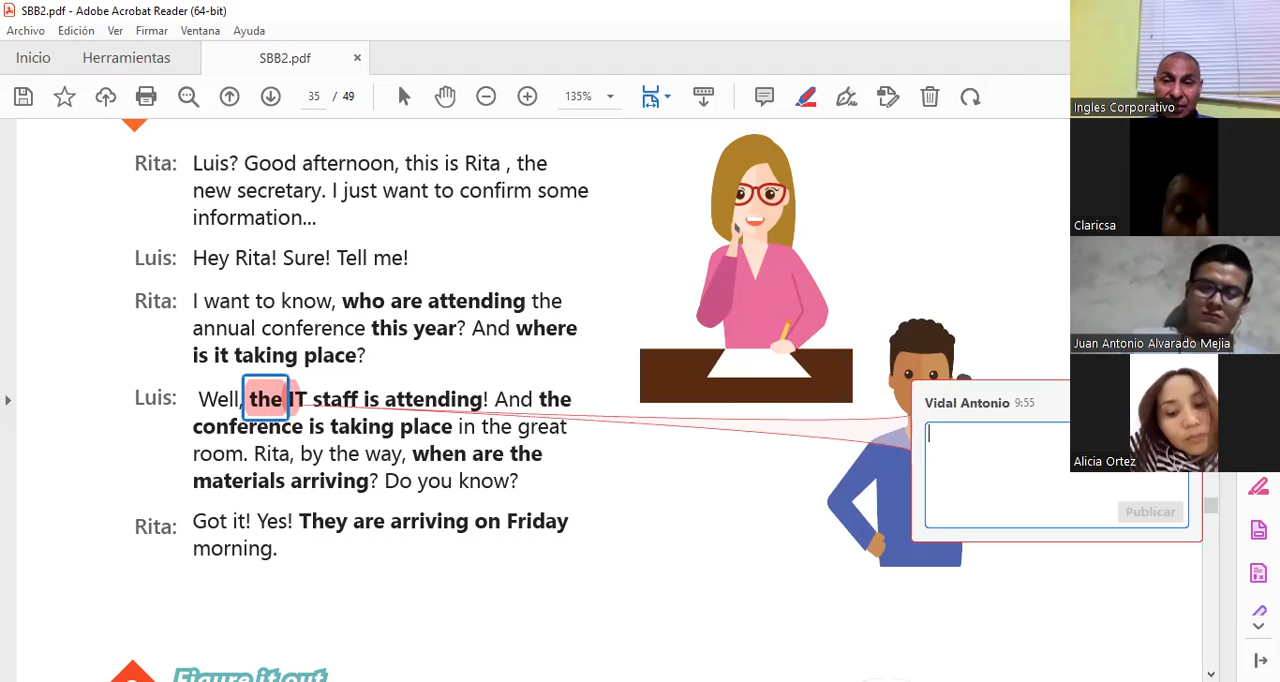 SBB2.pdf - Adobe Acrobat Reader (64-bit)
Archivo Edición Ver Firmar Ventana Ayuda
Inicio Herramientas SBB2.pdf ×
35 / 49 135%
Rita: Luis? Good afternoon, this is Rita , the
new secretary. I just want to confirm some
information...
Luis: Hey Rita! Sure! Tell me!
Rita: I want to know, who are attending the
annual conference this year? And where
is it taking place?
Luis: Well, the IT staff is attending! And the
conference is taking place in the great
room. Rita, by the way, when are the
materials arriving? Do you know?
Rita: Got it! Yes! They are arriving on Friday
morning.
Figure it out
Vidal Antonio 9:55
Publicar
Ingles Corporativo
Claricsa
Juan Antonio Alvarado Mejia
Alicia Ortez